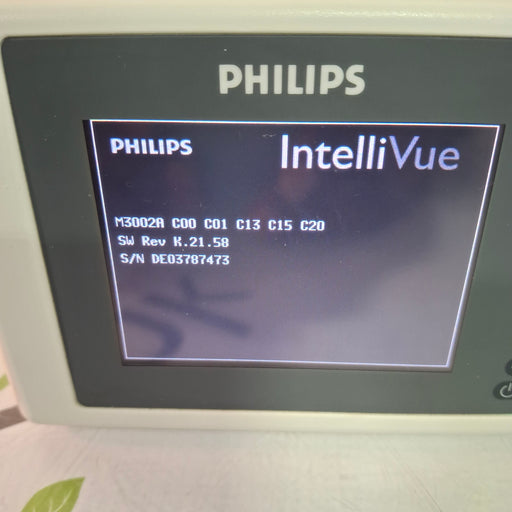 PHILIPS
PHILIPS IntelliVue
M3002A C00 C01 C13 C15 C20
SW Rev K.21.58
S/N DE03787473